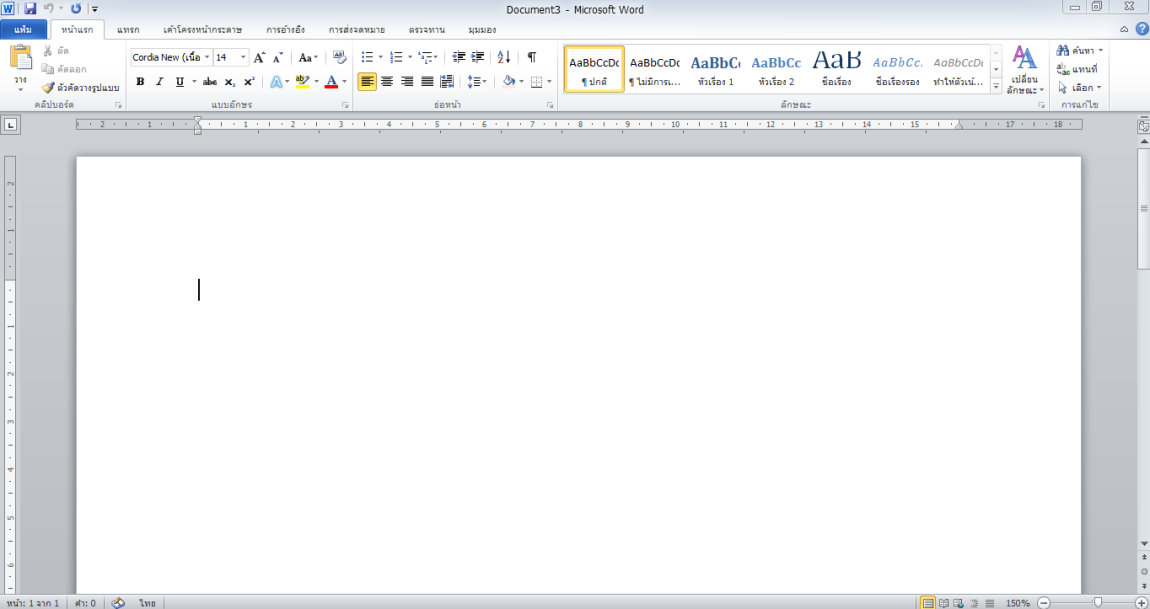 Document3 - Microsoft Word
แฟ้ม หน้าแรก แทรก เค้าโครงหน้ากระดาษ การอ้างอิง การส่งจดหมาย ตรวจทาน มุมมอง
วาง
ตัด
คัดลอก
ตัวคัดวางรูปแบบ
คลิปบอร์ด
Cordia New (เนื้อ 14
แบบอักษร
ย่อหน้า
AaBbCcDc AaBbCcDc AaBbC AaBbCc AaB AaBbCc. AaBbCcDc
¶ ปกติ ¶ ไม่มีการเ... หัวเรื่อง 1 หัวเรื่อง 2 ชื่อเรื่อง ชื่อเรื่องรอง ทำให้ตัวเน้...
ลักษณะ
เปลี่ยน
ลักษณะ
ค้นหา
แทนที่
เลือก
การแก้ไข
2 1 1 2 3 4 5 6 7 8 9 10 11 12 13 14 15 17 18
2
1
1
2
3
4
5
6
หน้า: 1 จาก 1 คำ: 0 ไทย 150%